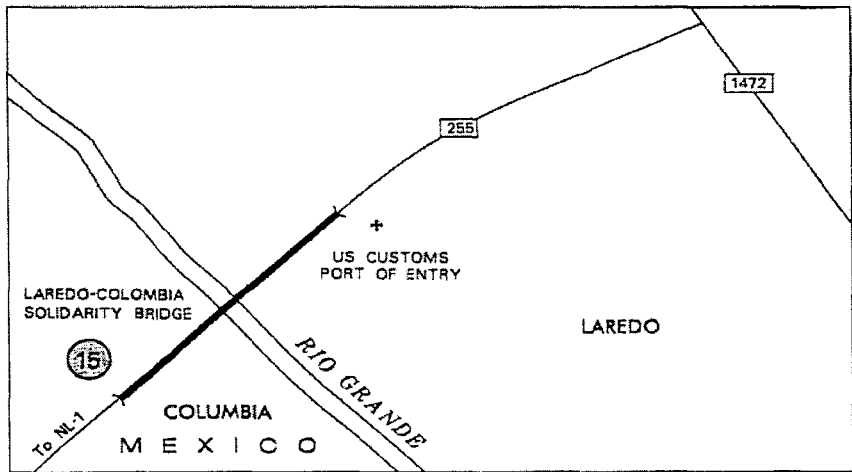 1472
255
US CUSTOMS
PORT OF ENTRY
LAREDO-COLOMBIA
SOLIDARITY BRIDGE
LAREDO
15
RIO GRANDE
COLUMBIA
To NL-1
MEXICO